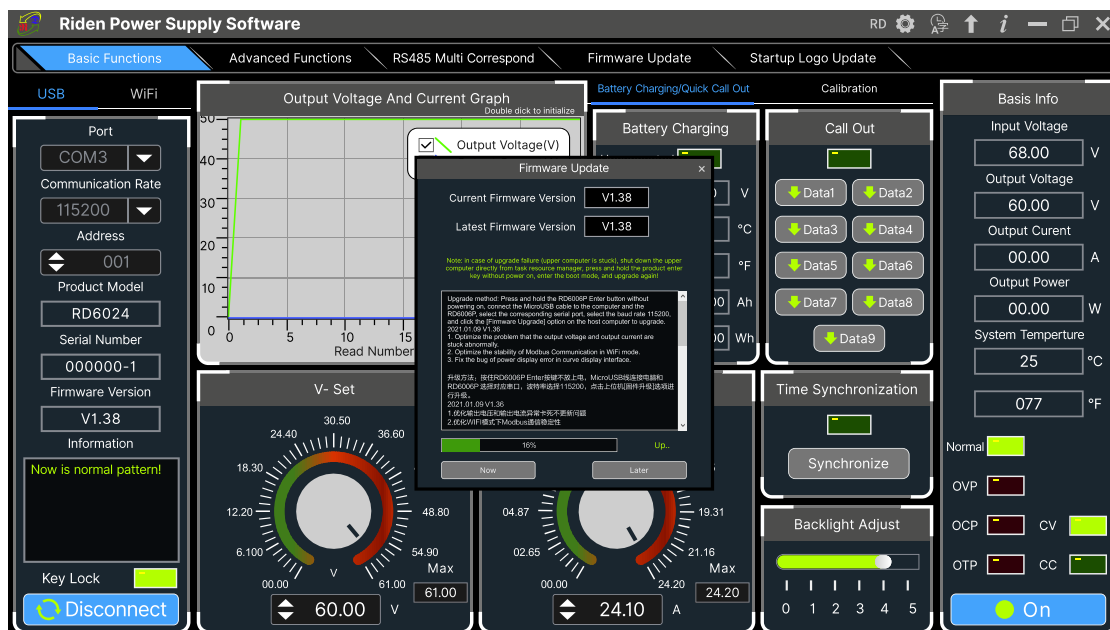 Riden Power Supply Software
RD
Basic Functions
Advanced Functions
RS485 Multi Correspond
Firmware Update
Startup Logo Update
USB
WiFi
Port
COM3
Communication Rate
115200
Address
001
Product Model
RD6024
Serial Number
000000-1
Firmware Version
V1.38
Information
Now is normal pattern!
Key Lock
Disconnect
Output Voltage And Current Graph
Double dick to initialize
Output Voltage(V)
50
40
30
20
10
0
0
5
10
15
Read Number
Battery Charging/Quick Call Out
Calibration
Battery Charging
V
°C
°F
Ah
Wh
Firmware Update
Current Firmware Version
V1.38
Latest Firmware Version
V1.38
Note: in case of upgrade failure (upper computer is stuck), shut down the upper
computer directly from task resource manager, press and hold the product enter
key without power on, enter the boot mode, and upgrade again!
Upgrade method: Press and hold the RD6006P Enter button without
powering on, connect the MicroUSB cable to the computer and the
RD6006P, select the corresponding serial port, select the baud rate 115200,
and click the [Firmware Upgrade] option on the host computer to upgrade.
2021.01.09 V1.36
1. Optimize the problem that the output voltage and output current are
stuck abnormally.
2. Optimize the stability of Modbus Communication in WiFi mode.
3. Fix the bug of power display error in curve display interface.
升级方法：按住RD6006P Enter按键不放上电，MicroUSB线连接电脑和
RD6006P 选择对应串口，波特率选择115200，点击上位机[固件升级]选项进
行升级。
2021.01.09 V1.36
1.优化输出电压和输出电流异常卡死不更新问题
2.优化WIFI模式下Modbus通信稳定性
16%
Up..
Now
Later
V- Set
00.00
6.100
12.20
18.30
24.40
30.50
36.60
48.80
54.90
61.00
V
Max
61.00
60.00
V
00.00
02.65
04.87
19.31
21.16
24.20
Max
24.20
24.10
A
Call Out
Data1
Data2
Data3
Data4
Data5
Data6
Data7
Data8
Data9
Time Synchronization
Synchronize
Backlight Adjust
0
1
2
3
4
5
Basis Info
Input Voltage
68.00
V
Output Voltage
60.00
V
Output Curent
00.00
A
Output Power
00.00
W
System Temperture
25
°C
077
°F
Normal
OVP
OCP
CV
OTP
CC
On